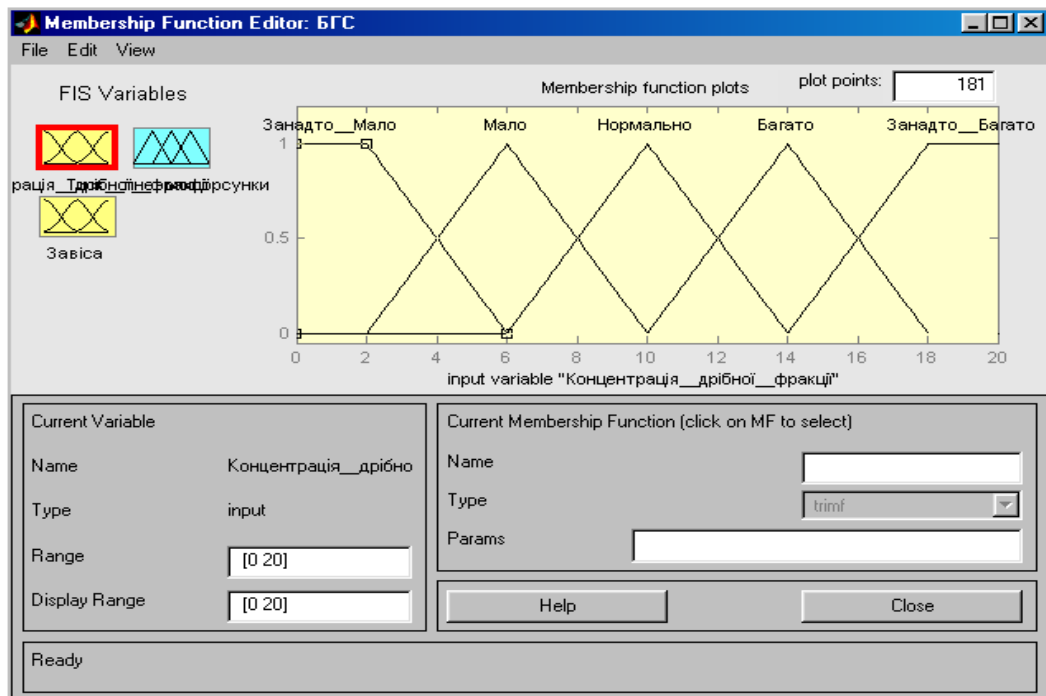 Membership Function Editor: БГС
File Edit View
FIS Variables
Membership function plots
plot points:
181
Занадто__Мало Мало Нормально Багато Занадто__Багато
1
0.5
0
0 2 4 6 8 10 12 14 16 18 20
input variable "Концентрація__дрібної__фракції"
Завіса
Current Variable
Name Концентрація__дрібно
Type input
Range [0 20]
Display Range [0 20]
Current Membership Function (click on MF to select)
Name
Type trimf
Params
Help Close
Ready